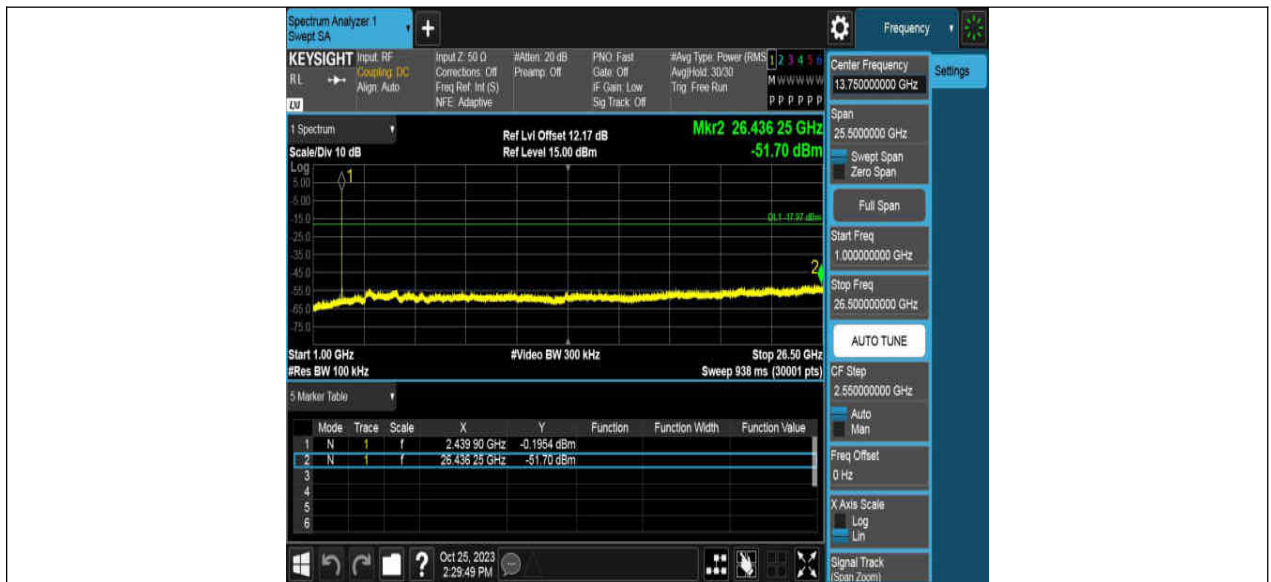 Spectrum Analyzer 1
Swept SA
+
Frequency
KEYSIGHT Input: RF
RL Coupling: DC
Align: Auto
LXI
Input Z: 50 Ω
Corrections: Off
Freq Ref: Int (S)
NFE: Adaptive
#Atten: 20 dB
Preamp: Off
PNO: Fast
Gate: Off
IF Gain: Low
Sig Track: Off
#Avg Type: Power (RMS
Avg|Hold: 30/30
Trig: Free Run
1 2 3 4 5 6
M W W W W W
P P P P P P
1 Spectrum
Scale/Div 10 dB
Ref Lvl Offset 12.17 dB
Ref Level 15.00 dBm
Mkr2 26.436 25 GHz
-51.70 dBm
Log
5.00
-5.00
-15.0
-25.0
-35.0
-45.0
-55.0
-65.0
-75.0
1
DL1 -17.97 dBm
2
Start 1.00 GHz
#Res BW 100 kHz
#Video BW 300 kHz
Stop 26.50 GHz
Sweep 938 ms (30001 pts)
5 Marker Table
Mode Trace Scale X Y Function Function Width Function Value
1 N 1 f 2.439 90 GHz -0.1954 dBm
2 N 1 f 26.436 25 GHz -51.70 dBm
3
4
5
6
?
Oct 25, 2023
2:29:49 PM
Center Frequency
13.750000000 GHz
Settings
Span
25.5000000 GHz
Swept Span
Zero Span
Full Span
Start Freq
1.000000000 GHz
Stop Freq
26.500000000 GHz
AUTO TUNE
CF Step
2.550000000 GHz
Auto
Man
Freq Offset
0 Hz
X Axis Scale
Log
Lin
Signal Track
(Span Zoom)